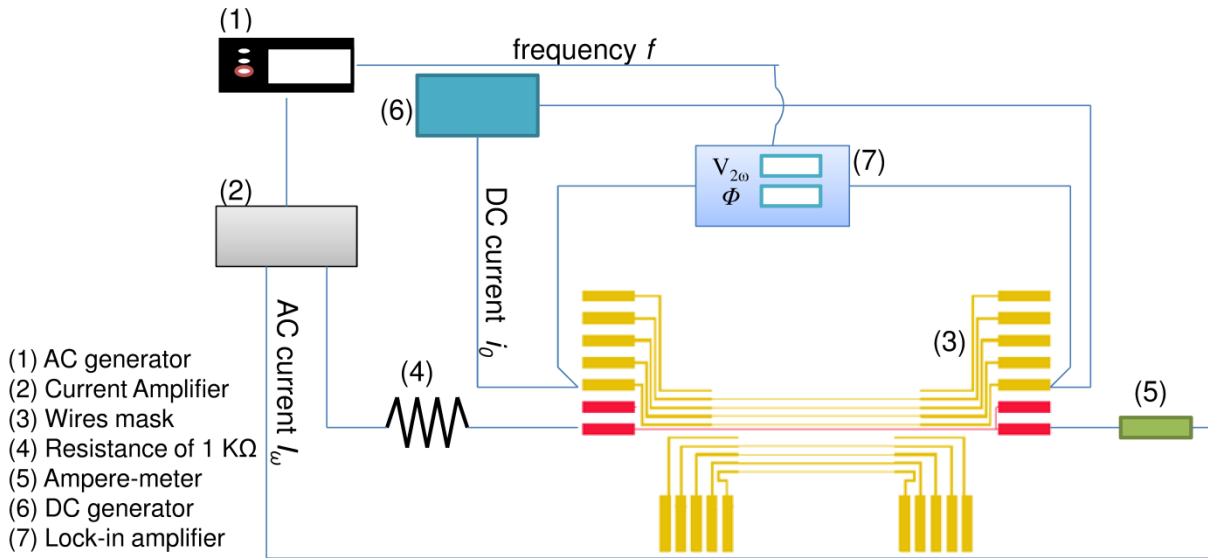 (1)
frequency f
(6)
(7)
V2ω
Φ
(2)
DC current i0
AC current Iω
(3)
(4)
(5)
(1) AC generator
(2) Current Amplifier
(3) Wires mask
(4) Resistance of 1 KΩ
(5) Ampere-meter
(6) DC generator
(7) Lock-in amplifier